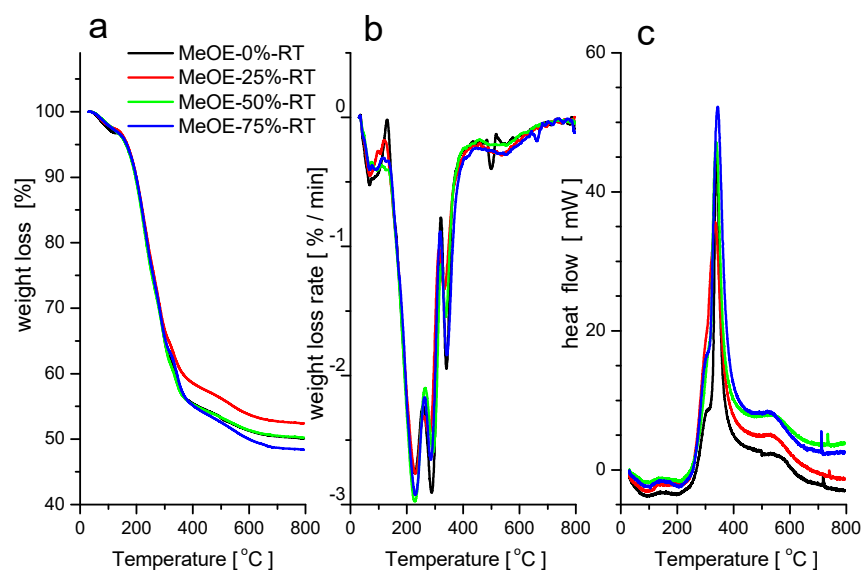 a
b
c
MeOE-0%-RT
MeOE-25%-RT
MeOE-50%-RT
MeOE-75%-RT
weight loss [%]
100
90
80
70
60
50
40
0 200 400 600 800
Temperature [ °C]
weight loss rate [ % / min]
0
-1
-2
-3
0 200 400 600 800
Temperature [ °C]
heat flow [ mW]
60
40
20
0
0 200 400 600 800
Temperature [ °C]